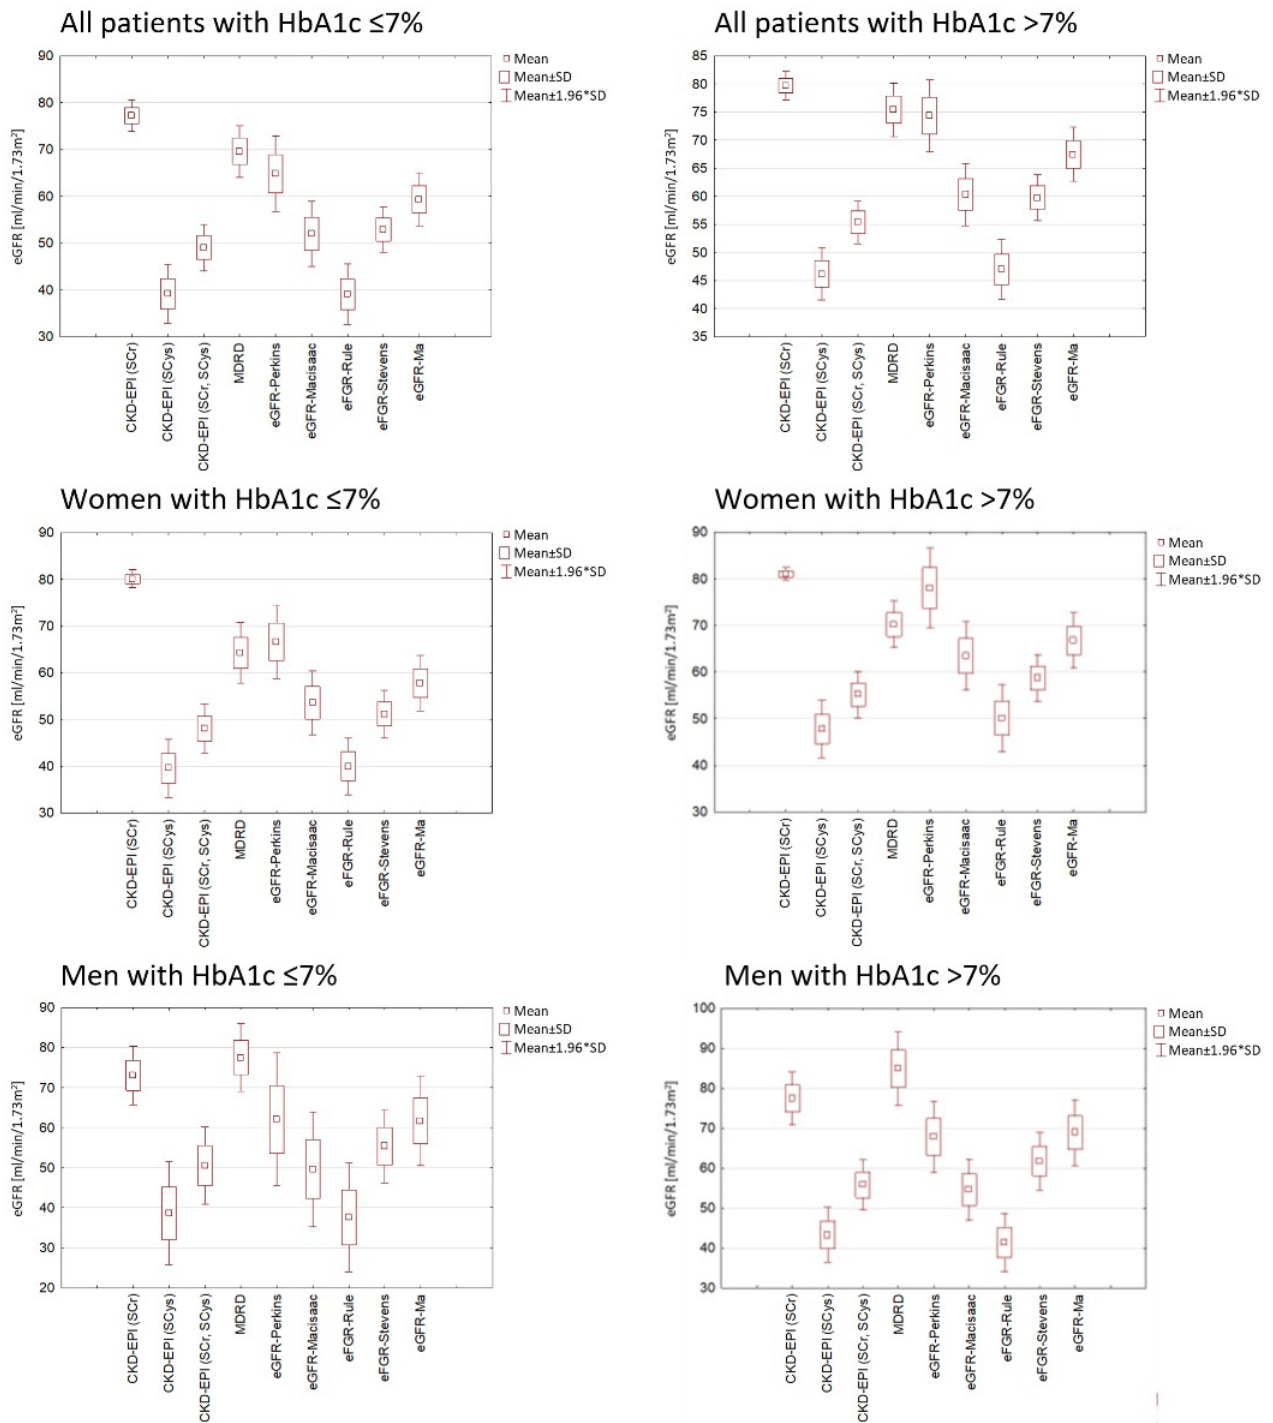 All patients with HbA1c ≤7%
90
80
70
60
50
40
30
eGFR [ml/min/1.73m²]
CKD-EPI (SCr)
CKD-EPI (SCys)
CKD-EPI (SCr, SCys)
MDRD
eGFR-Perkins
eGFR-Macisaac
eFGR-Rule
eFGR-Stevens
eGFR-Ma
Mean
Mean±SD
Mean±1.96*SD
All patients with HbA1c >7%
85
80
75
70
65
60
55
50
45
40
35
eGFR [ml/min/1.73m²]
CKD-EPI (SCr)
CKD-EPI (SCys)
CKD-EPI (SCr, SCys)
MDRD
eGFR-Perkins
eGFR-Macisaac
eFGR-Rule
eFGR-Stevens
eGFR-Ma
Mean
Mean±SD
Mean±1.96*SD
Women with HbA1c ≤7%
90
80
70
60
50
40
30
eGFR [ml/min/1.73m²]
CKD-EPI (SCr)
CKD-EPI (SCys)
CKD-EPI (SCr, SCys)
MDRD
eGFR-Perkins
eGFR-Macisaac
eFGR-Rule
eFGR-Stevens
eGFR-Ma
Mean
Mean±SD
Mean±1.96*SD
Women with HbA1c >7%
90
80
70
60
50
40
30
eGFR [ml/min/1.73m²]
CKD-EPI (SCr)
CKD-EPI (SCys)
CKD-EPI (SCr, SCys)
MDRD
eGFR-Perkins
eGFR-Macisaac
eFGR-Rule
eFGR-Stevens
eGFR-Ma
Mean
Mean±SD
Mean±1.96*SD
Men with HbA1c ≤7%
90
80
70
60
50
40
30
20
eGFR [ml/min/1.73m²]
CKD-EPI (SCr)
CKD-EPI (SCys)
CKD-EPI (SCr, SCys)
MDRD
eGFR-Perkins
eGFR-Macisaac
eFGR-Rule
eFGR-Stevens
eGFR-Ma
Mean
Mean±SD
Mean±1.96*SD
Men with HbA1c >7%
100
90
80
70
60
50
40
30
eGFR [ml/min/1.73m²]
CKD-EPI (SCr)
CKD-EPI (SCys)
CKD-EPI (SCr, SCys)
MDRD
eGFR-Perkins
eGFR-Macisaac
eFGR-Rule
eFGR-Stevens
eGFR-Ma
Mean
Mean±SD
Mean±1.96*SD